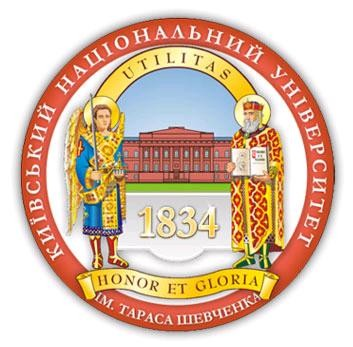 КИЇВСЬКИЙ НАЦІОНАЛЬНИЙ УНІВЕРСИТЕТ
UTILITAS
1834
HONOR ET GLORIA
ІМ. ТАРАСА ШЕВЧЕНКА